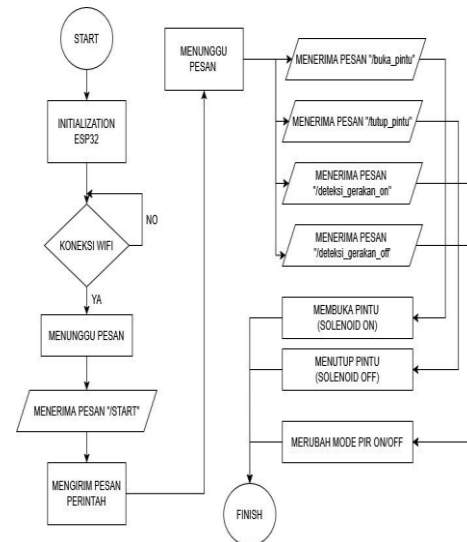 START
INITIALIZATION
ESP32
KONEKSI WIFI
NO
YA
MENUNGGU PESAN
MENERIMA PESAN "/START"
MENGIRIM PESAN
PERINTAH
MENUNGGU
PESAN
MENERIMA PESAN "/buka_pintu"
MENERIMA PESAN "/tutup_pintu"
MENERIMA PESAN
"/deteksi_gerakan_on"
MENERIMA PESAN
"/deteksi_gerakan_off"
MEMBUKA PINTU
(SOLENOID ON)
MENUTUP PINTU
(SOLENOID OFF)
MERUBAH MODE PIR ON/OFF
FINISH